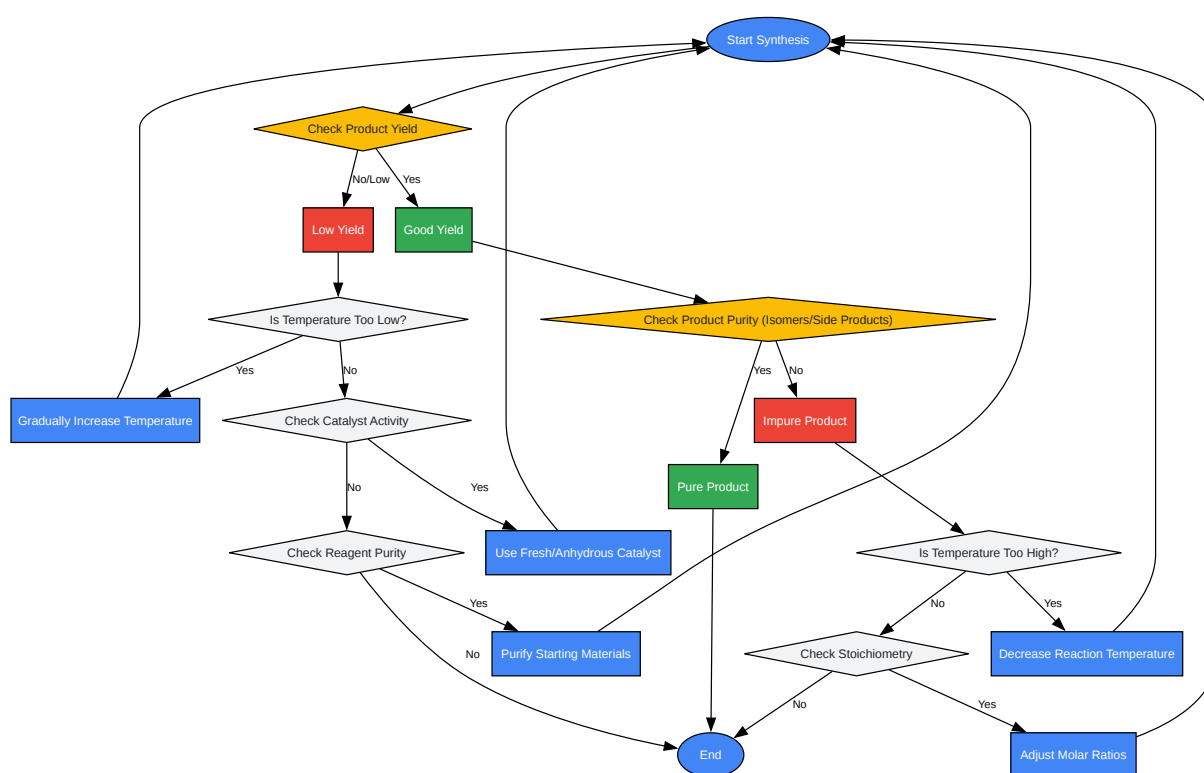 Start Synthesis
Check Product Yield
No/Low
Yes
Low Yield
Good Yield
Is Temperature Too Low?
Check Product Purity (Isomers/Side Products)
Yes
No
Yes
No
Gradually Increase Temperature
Check Catalyst Activity
Impure Product
No
Yes
Pure Product
Check Reagent Purity
Use Fresh/Anhydrous Catalyst
Is Temperature Too High?
Yes
No
Yes
No
Purify Starting Materials
Check Stoichiometry
Decrease Reaction Temperature
No
Yes
End
Adjust Molar Ratios